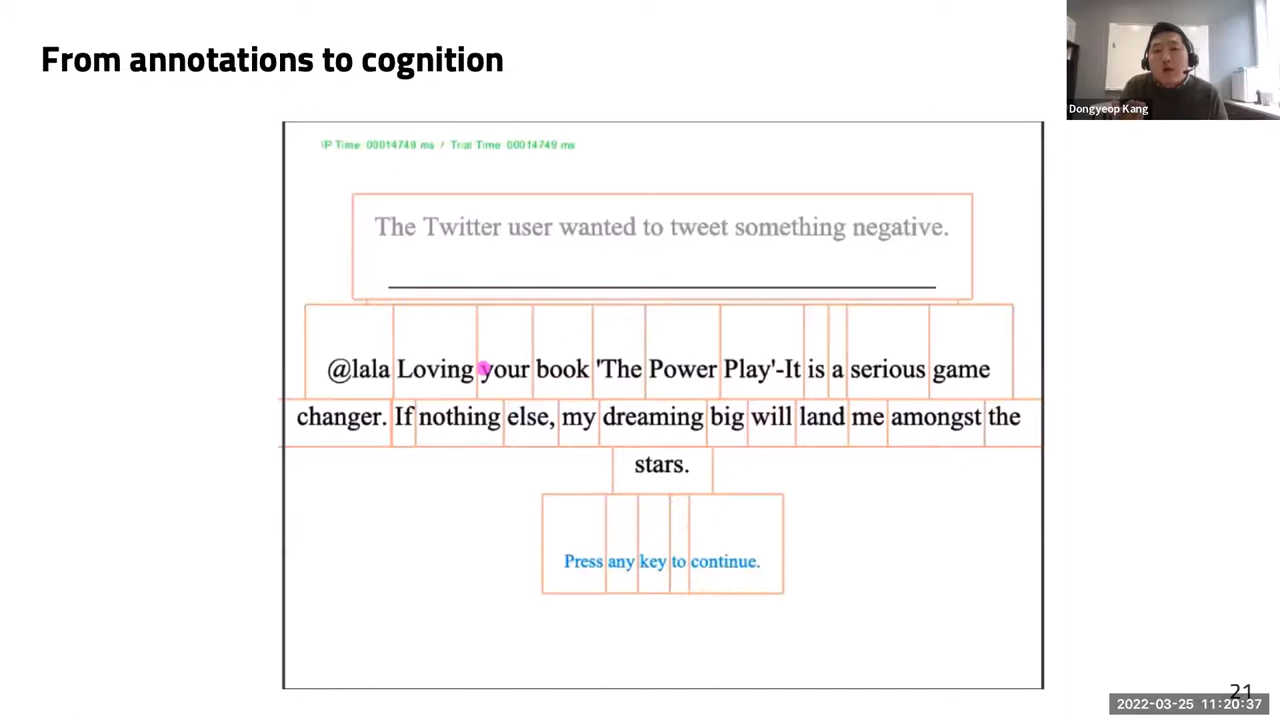 From annotations to cognition
Dongyeop Kang
IP Time: 00014749 ms / Trial Time: 00014749 ms
The Twitter user wanted to tweet something negative.
@lala Loving your book 'The Power Play'-It is a serious game
changer. If nothing else, my dreaming big will land me amongst the
stars.
Press any key to continue.
21
2022-03-25 11:20:37